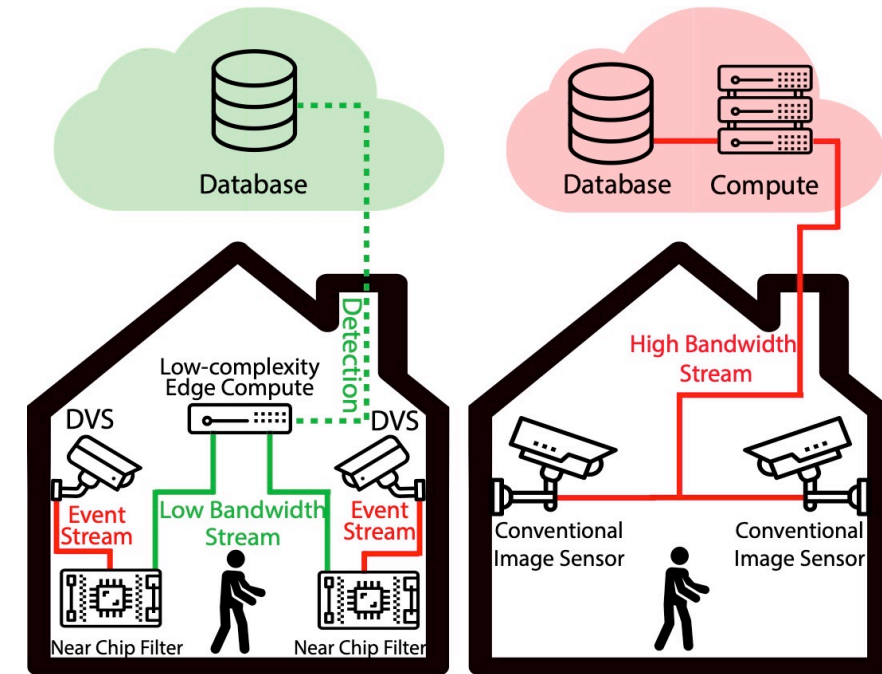 Database
Detection
Low-complexity
Edge Compute
DVS
DVS
Event
Stream
Low Bandwidth
Stream
Event
Stream
Near Chip Filter
Near Chip Filter
Database
Compute
High Bandwidth
Stream
Conventional
Image Sensor
Conventional
Image Sensor